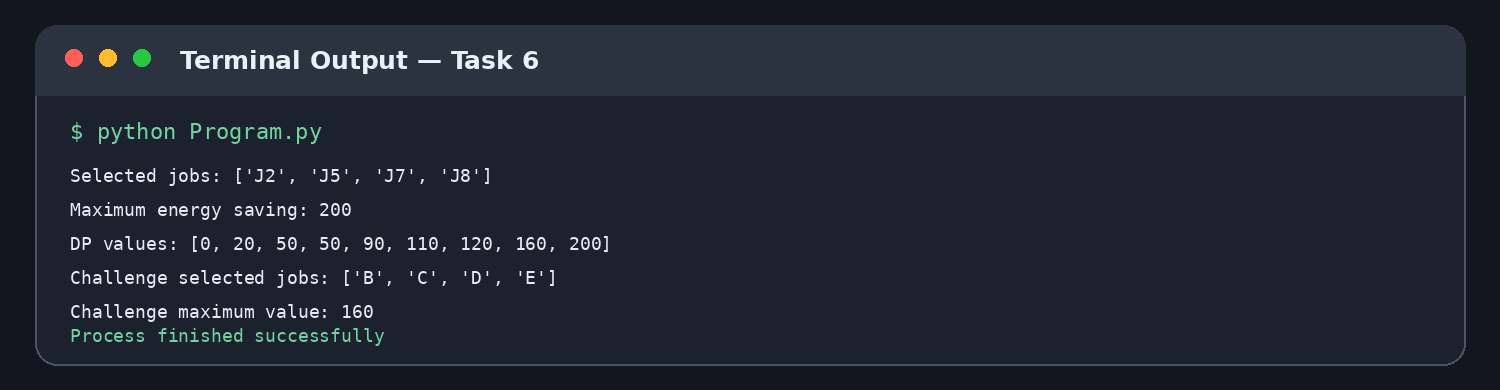 Terminal Output — Task 6
$ python Program.py
Selected jobs: ['J2', 'J5', 'J7', 'J8']
Maximum energy saving: 200
DP values: [0, 20, 50, 50, 90, 110, 120, 160, 200]
Challenge selected jobs: ['B', 'C', 'D', 'E']
Challenge maximum value: 160
Process finished successfully